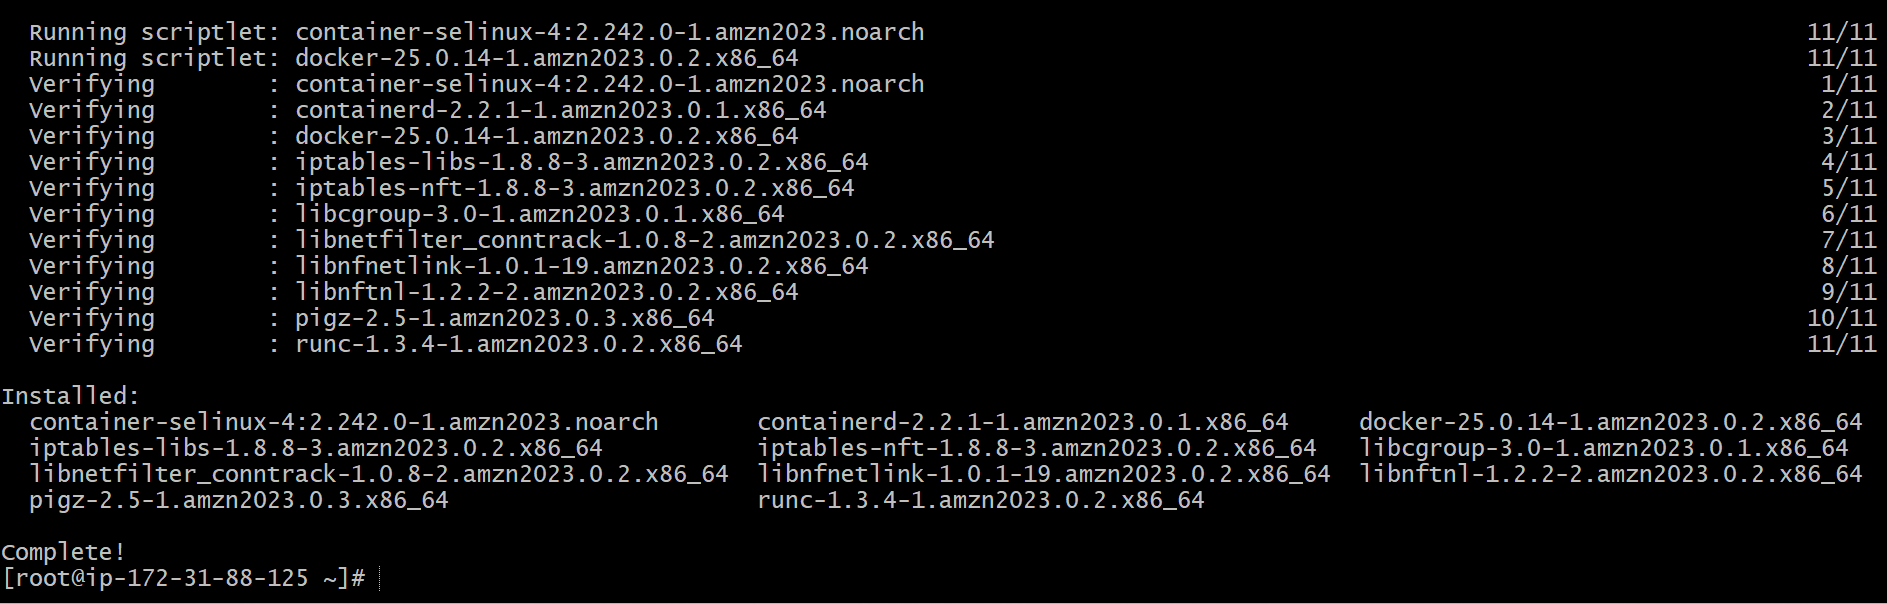 Running scriptlet: container-selinux-4:2.242.0-1.amzn2023.noarch 11/11
Running scriptlet: docker-25.0.14-1.amzn2023.0.2.x86_64 11/11
Verifying : container-selinux-4:2.242.0-1.amzn2023.noarch 1/11
Verifying : containerd-2.2.1-1.amzn2023.0.1.x86_64 2/11
Verifying : docker-25.0.14-1.amzn2023.0.2.x86_64 3/11
Verifying : iptables-libs-1.8.8-3.amzn2023.0.2.x86_64 4/11
Verifying : iptables-nft-1.8.8-3.amzn2023.0.2.x86_64 5/11
Verifying : libcgroup-3.0-1.amzn2023.0.1.x86_64 6/11
Verifying : libnetfilter_conntrack-1.0.8-2.amzn2023.0.2.x86_64 7/11
Verifying : libnfnetlink-1.0.1-19.amzn2023.0.2.x86_64 8/11
Verifying : libnftnl-1.2.2-2.amzn2023.0.2.x86_64 9/11
Verifying : pigz-2.5-1.amzn2023.0.3.x86_64 10/11
Verifying : runc-1.3.4-1.amzn2023.0.2.x86_64 11/11
Installed:
container-selinux-4:2.242.0-1.amzn2023.noarch containerd-2.2.1-1.amzn2023.0.1.x86_64 docker-25.0.14-1.amzn2023.0.2.x86_64
iptables-libs-1.8.8-3.amzn2023.0.2.x86_64 iptables-nft-1.8.8-3.amzn2023.0.2.x86_64 libcgroup-3.0-1.amzn2023.0.1.x86_64
libnetfilter_conntrack-1.0.8-2.amzn2023.0.2.x86_64 libnfnetlink-1.0.1-19.amzn2023.0.2.x86_64 libnftnl-1.2.2-2.amzn2023.0.2.x86_64
pigz-2.5-1.amzn2023.0.3.x86_64 runc-1.3.4-1.amzn2023.0.2.x86_64
Complete!
[root@ip-172-31-88-125 ~]#